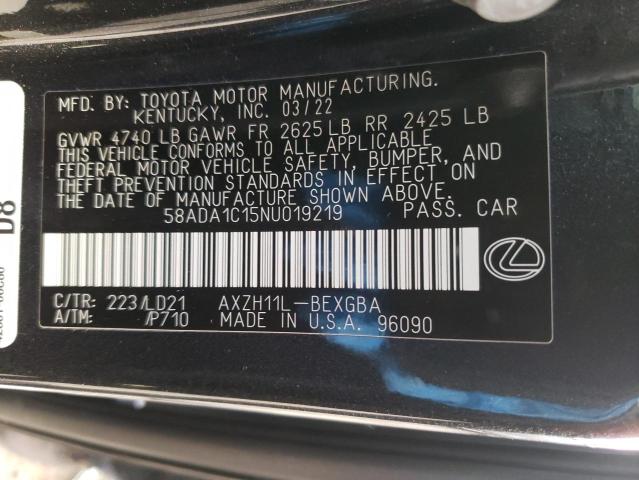 MFD. BY: TOYOTA MOTOR MANUFACTURING.
KENTUCKY, INC. 03/22
GVWR 4740 LB GAWR FR 2625 LB RR 2425 LB
THIS VEHICLE CONFORMS TO ALL APPLICABLE
FEDERAL MOTOR VEHICLE SAFETY, BUMPER, AND
THEFT PREVENTION STANDARDS IN EFFECT ON
THE DATE OF MANUFACTURE SHOWN ABOVE.
58ADA1C15NU019219 PASS. CAR
C/TR: 223/LD21 AXZH11L-BEXGBA
A/TM: /P710 MADE IN U.S.A. 96090
D8